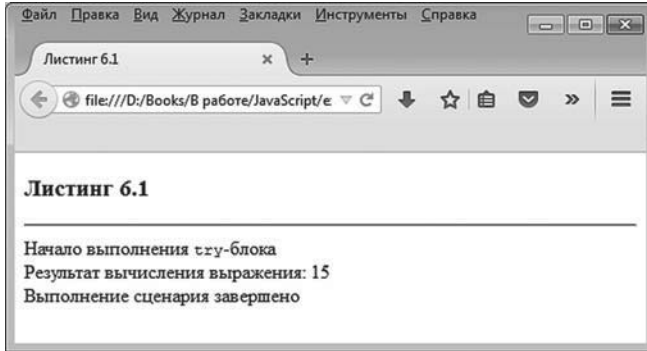 Файл Правка Вид Журнал Закладки Инструменты Справка
Листинг 6.1
file:///D:/Books/В работе/JavaScript/e
Листинг 6.1
Начало выполнения try-блока
Результат вычисления выражения: 15
Выполнение сценария завершено